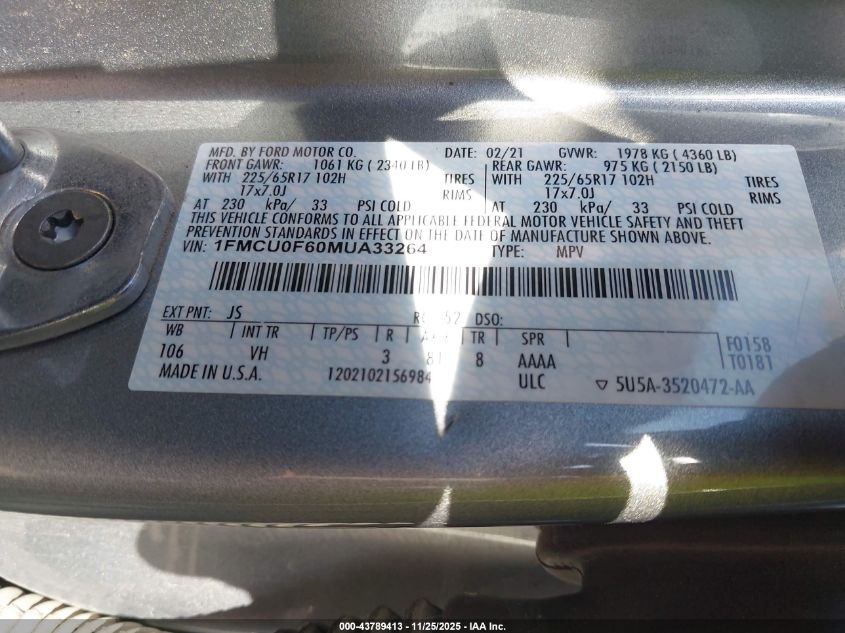 MFD. BY FORD MOTOR CO. DATE: 02/21 GVWR: 1978 KG ( 4360 LB)
FRONT GAWR: 1061 KG ( 2340 LB) REAR GAWR: 975 KG ( 2150 LB)
WITH 225/65R17 102H TIRES WITH 225/65R17 102H TIRES
17x7.0J RIMS 17x7.0J RIMS
AT 230 kPa/ 33 PSI COLD AT 230 kPa/ 33 PSI COLD
THIS VEHICLE CONFORMS TO ALL APPLICABLE FEDERAL MOTOR VEHICLE SAFETY AND THEFT
PREVENTION STANDARDS IN EFFECT ON THE DATE OF MANUFACTURE SHOWN ABOVE.
VIN: 1FMCU0F60MUA33264 TYPE: MPV
EXT PNT: JS DSO:
WB INT TR TP/PS R TR SPR
106 VH 3 8 AAAA
F0158
T0181
MADE IN U.S.A. 1202102156984 ULC ▽ 5U5A-3520472-AA
000-43789413 - 11/25/2025 - IAA Inc.